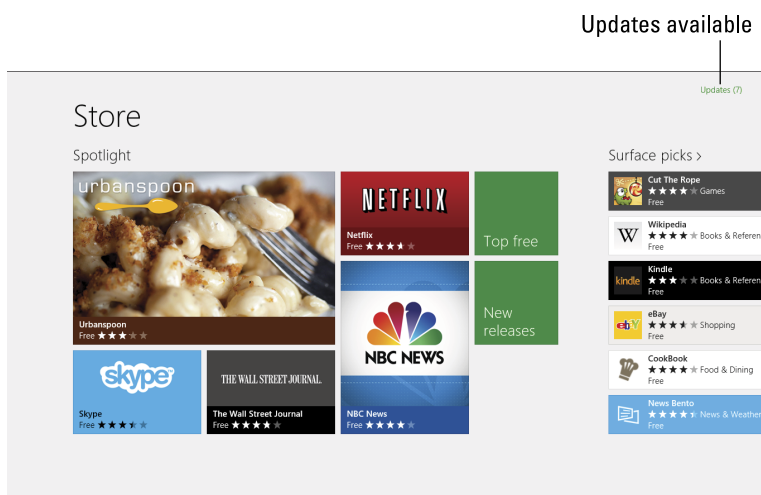 Updates available
Updates (7)
Store
Spotlight
urbanspoon
Urbanspoon
Free
NETFLIX
Netflix
Free
Top free
NBC NEWS
NBC News
Free
New
releases
skype
Skype
Free
THE WALL STREET JOURNAL.
The Wall Street Journal
Free
Surface picks >
Cut The Rope
Games
Free
W
Wikipedia
Books & Referen
Free
kindle
Kindle
Books & Referen
Free
ebY
eBay
Shopping
Free
CookBook
Food & Dining
Free
News Bento
News & Weather
Free